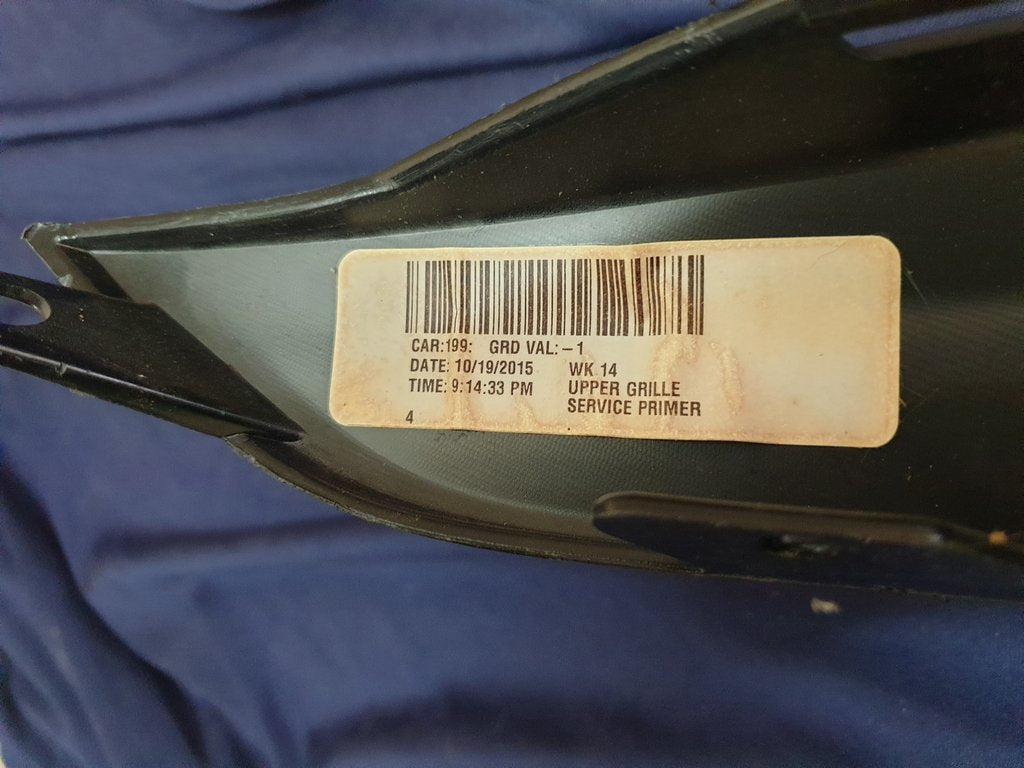 CAR:199: GRD VAL:-1
DATE: 10/19/2015 WK 14
TIME: 9:14:33 PM UPPER GRILLE
SERVICE PRIMER
4